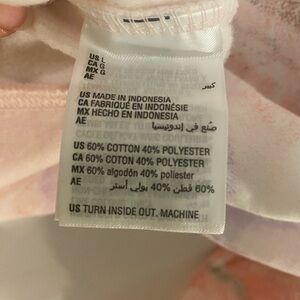 US L
CA G
MX G
AE
كبير
US MADE IN INDONESIA
CA FABRIQUÉ EN INDONÉSIE
MX HECHO EN INDONESIA
AE
صُنع في إندونيسيا
US 60% COTTON 40% POLYESTER
CA 60% COTON 40% POLYESTER
MX 60% algodón 40% poliester
AE
60% قطن 40% بولي أستر
US TURN INSIDE OUT. MACHINE